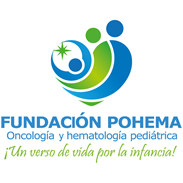 FUNDACIÓN POHEMA
Oncología y hematología pediátrica
¡Un verso de vida por la infancia!